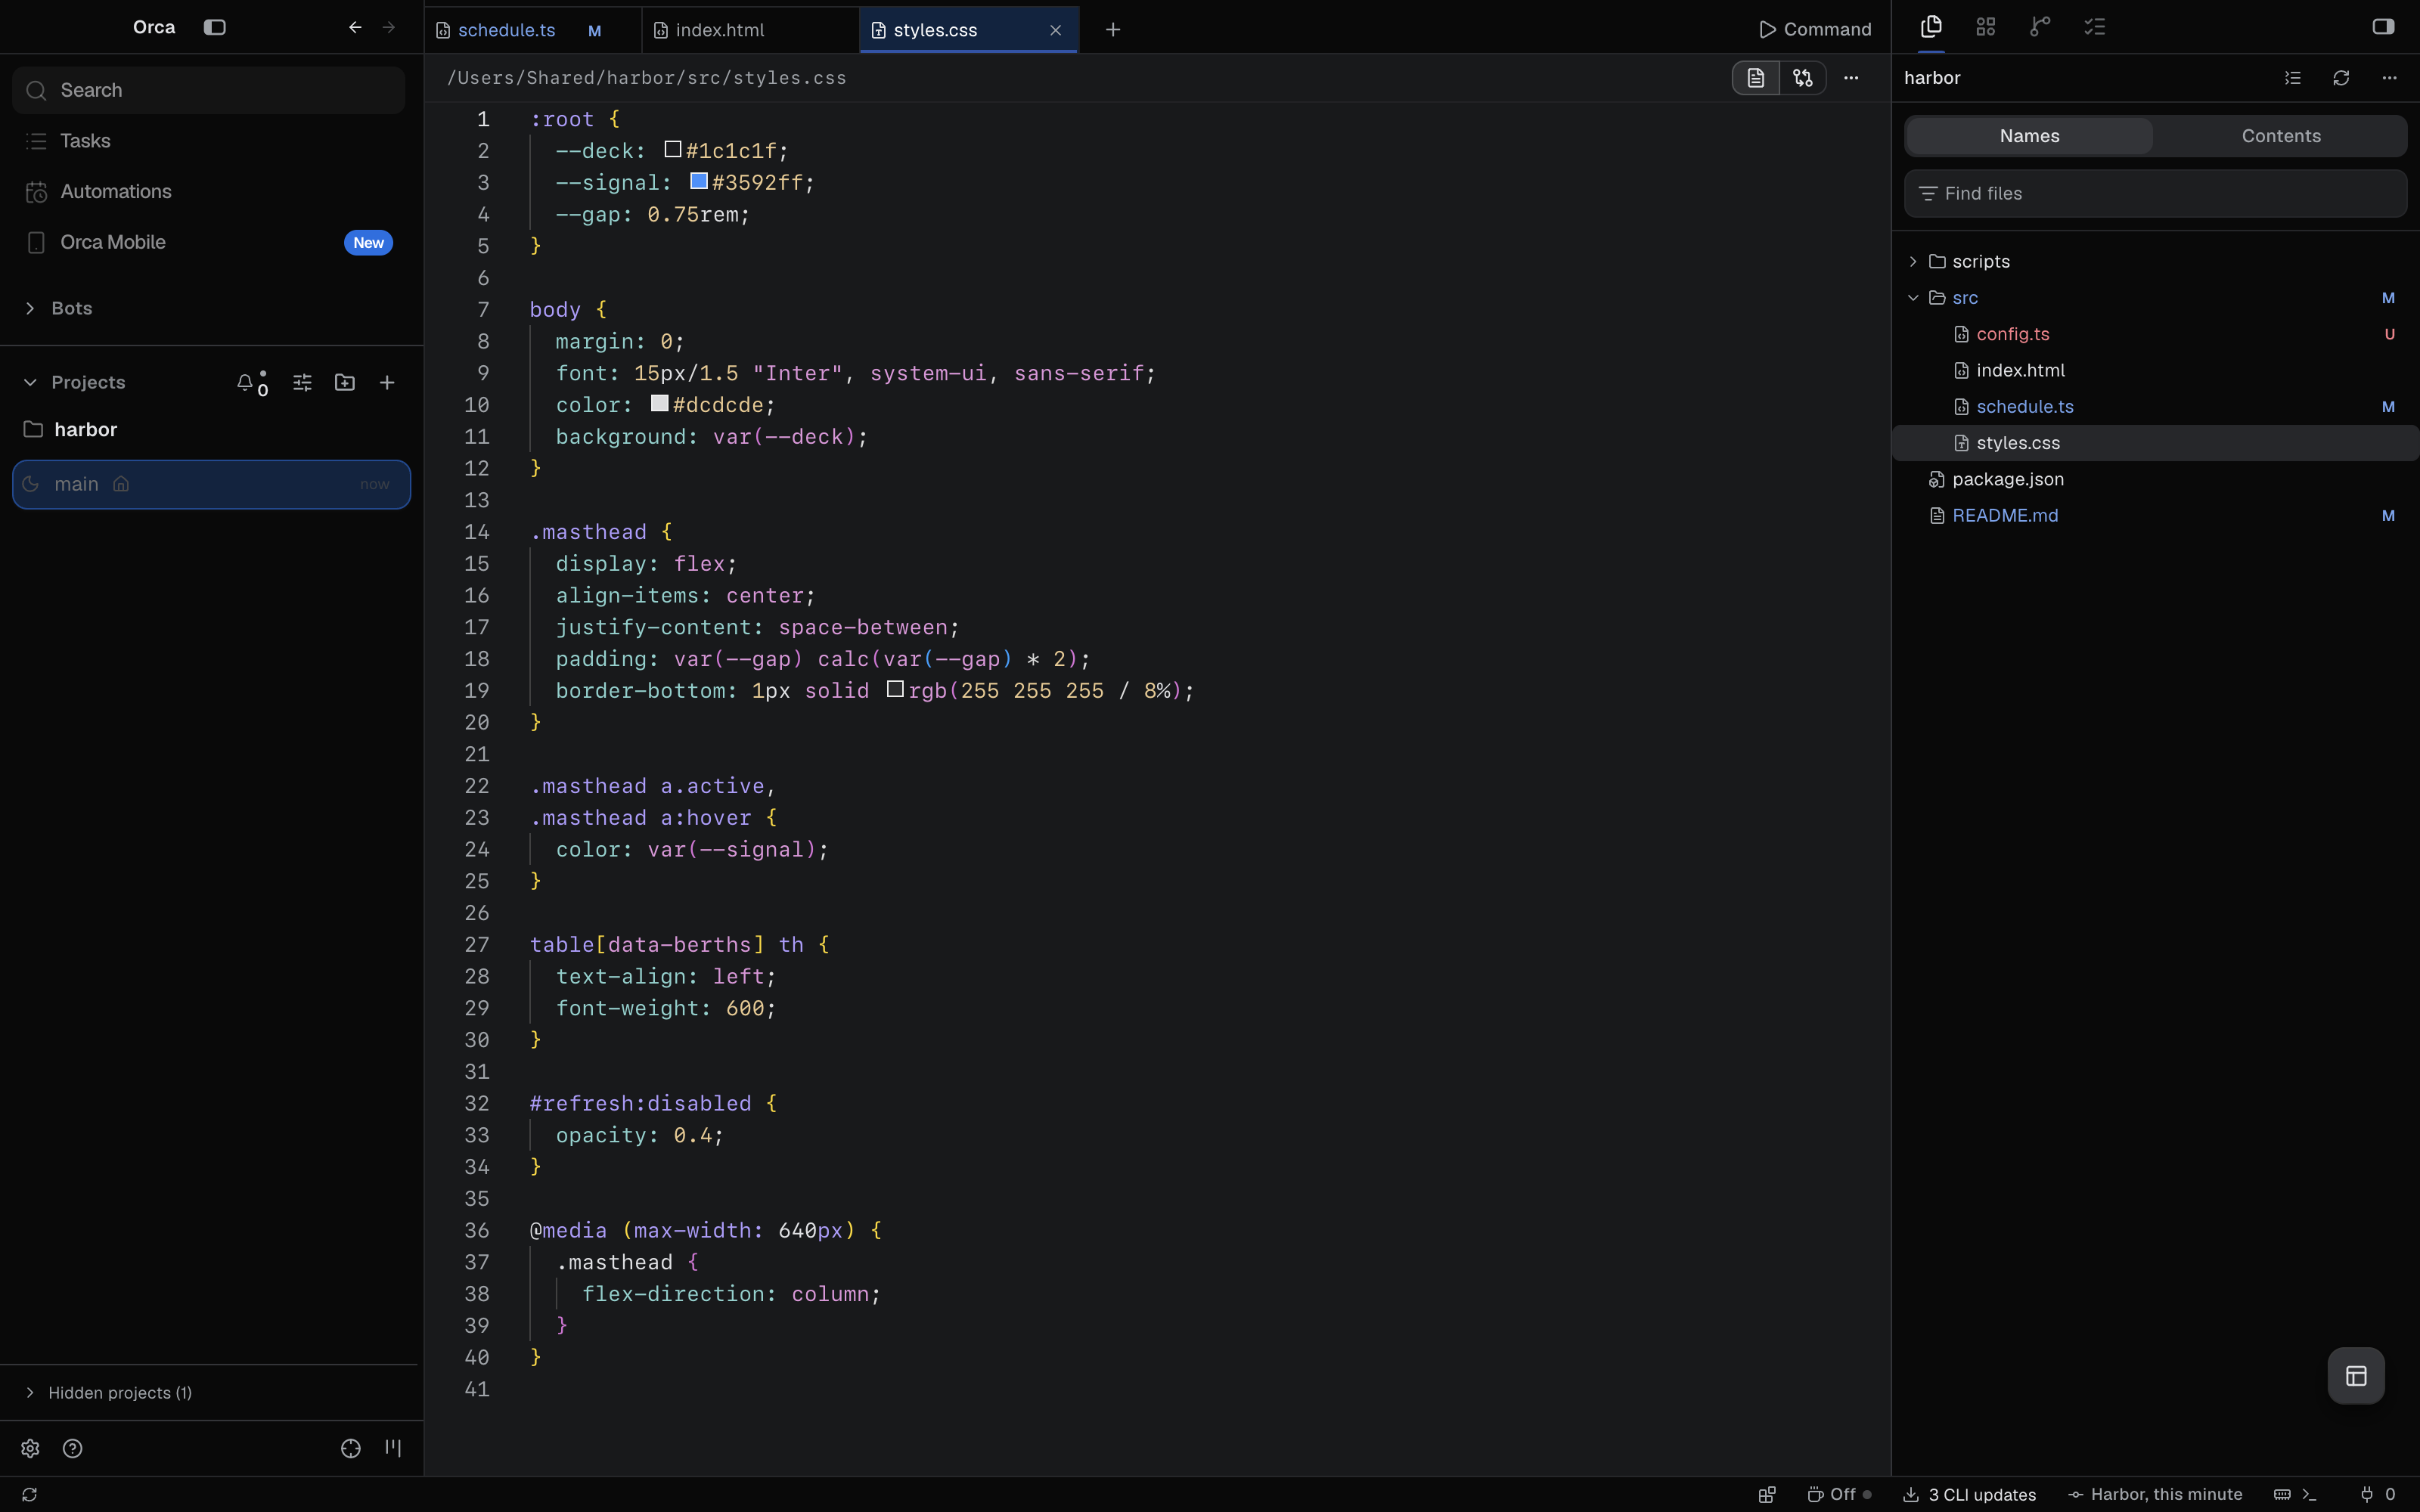 Orca
Search
Tasks
Automations
Orca Mobile
New
Bots
Projects
0
harbor
main
now
Hidden projects (1)
schedule.ts M
index.html
styles.css
Command
/Users/Shared/harbor/src/styles.css
1 :root {
2 --deck: #1c1c1f;
3 --signal: #3592ff;
4 --gap: 0.75rem;
5 }
6
7 body {
8 margin: 0;
9 font: 15px/1.5 "Inter", system-ui, sans-serif;
10 color: #dcdcde;
11 background: var(--deck);
12 }
13
14 .masthead {
15 display: flex;
16 align-items: center;
17 justify-content: space-between;
18 padding: var(--gap) calc(var(--gap) * 2);
19 border-bottom: 1px solid rgb(255 255 255 / 8%);
20 }
21
22 .masthead a.active,
23 .masthead a:hover {
24 color: var(--signal);
25 }
26
27 table[data-berths] th {
28 text-align: left;
29 font-weight: 600;
30 }
31
32 #refresh:disabled {
33 opacity: 0.4;
34 }
35
36 @media (max-width: 640px) {
37 .masthead {
38 flex-direction: column;
39 }
40 }
41
harbor
Names
Contents
Find files
scripts
src M
config.ts U
index.html
schedule.ts M
styles.css
package.json
README.md M
Off
3 CLI updates
Harbor, this minute
0